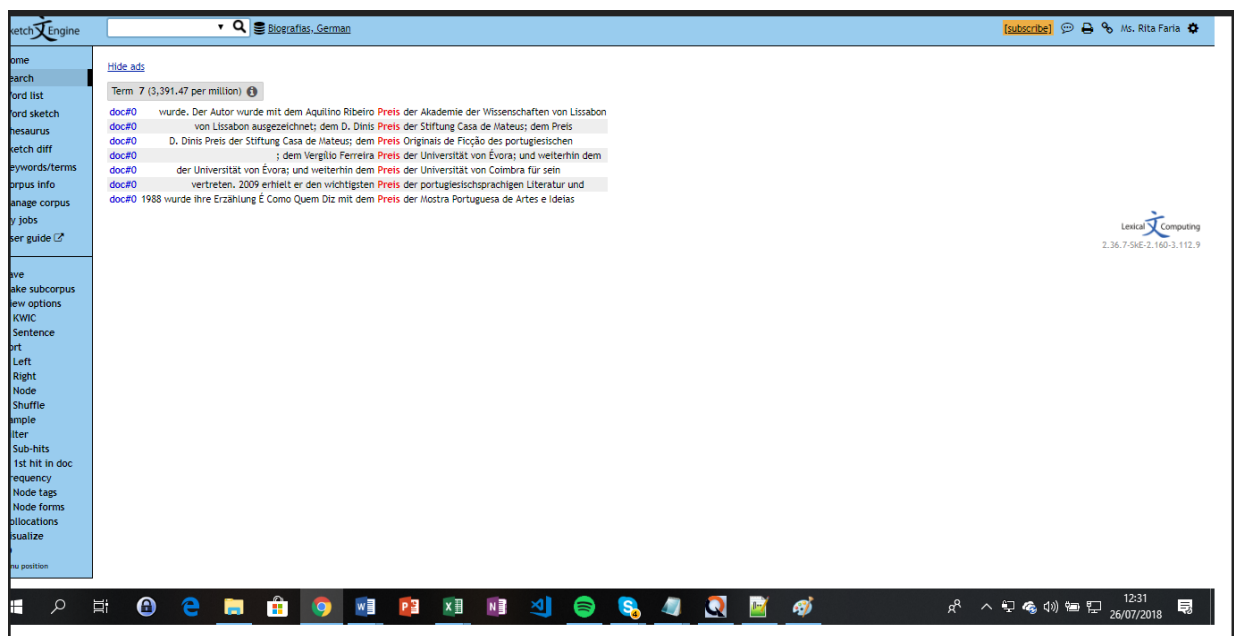 ketch Engine
Biografias, German
[subscribe]
Ms. Rita Faria
ome
earch
ord list
ord sketch
hesaurus
ketch diff
eywords/terms
orpus info
anage corpus
y jobs
ser guide
ave
ake subcorpus
iew options
KWIC
Sentence
ort
Left
Right
Node
Shuffle
ample
ilter
Sub-hits
1st hit in doc
requency
Node tags
Node forms
ollocations
isualize
nu position
Hide ads
Term 7 (3,391.47 per million)
doc#0 wurde. Der Autor wurde mit dem Aquilino Ribeiro Preis der Akademie der Wissenschaften von Lissabon
doc#0 von Lissabon ausgezeichnet; dem D. Dinis Preis der Stiftung Casa de Mateus; dem Preis
doc#0 D. Dinis Preis der Stiftung Casa de Mateus; dem Preis Originais de Ficção des portugiesischen
doc#0 ; dem Vergílio Ferreira Preis der Universität von Évora; und weiterhin dem
doc#0 der Universität von Évora; und weiterhin dem Preis der Universität von Coimbra für sein
doc#0 vertreten. 2009 erhielt er den wichtigsten Preis der portugiesischsprachigen Literatur und
doc#0 1988 wurde ihre Erzählung É Como Quem Diz mit dem Preis der Mostra Portuguesa de Artes e Ideias
Lexical Computing
2.36.7-SkE-2.160-3.112.9
12:31
26/07/2018